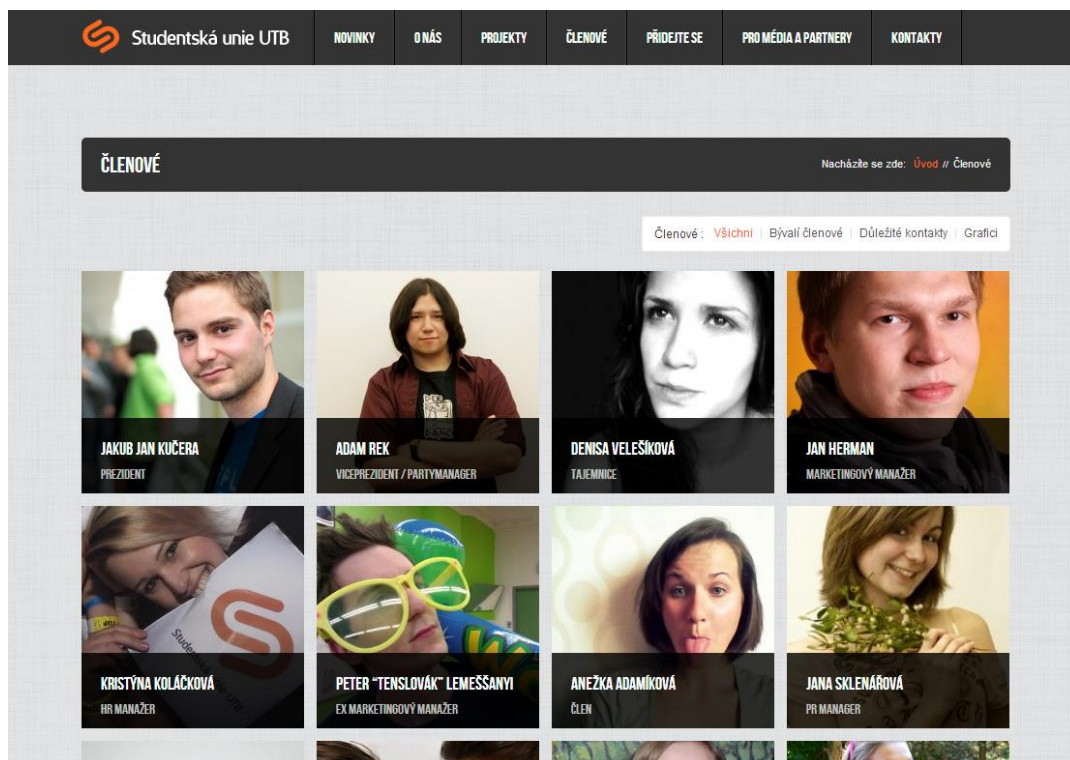 Studentská unie UTB
NOVINKY
O NÁS
PROJEKTY
ČLENOVÉ
PŘIDEJTE SE
PRO MÉDIA A PARTNERY
KONTAKTY
ČLENOVÉ
Nacházíte se zde: Úvod // Členové
Členové : Všichni | Bývalí členové | Důležité kontakty | Grafici
JAKUB JAN KUČERA
PREZIDENT
ADAM REK
VICEPREZIDENT / PARTYMANAGER
DENISA VELEŠÍKOVÁ
TAJEMNICE
JAN HERMAN
MARKETINGOVÝ MANAŽER
Studentská unie UTB
KRISTÝNA KOLÁČKOVÁ
HR MANAŽER
PETER “TENSLOVÁK” LEMEŠŠANYI
EX MARKETINGOVÝ MANAŽER
ANEŽKA ADAMÍKOVÁ
ČLEN
JANA SKLENÁŘOVÁ
PR MANAGER